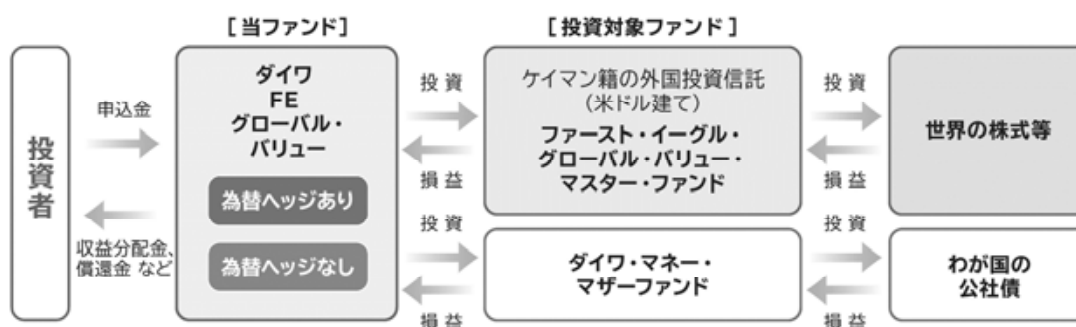 [当ファンド]
[投資対象ファンド]
投資者
申込金
収益分配金、
償還金 など
ダイワ
FE
グローバル・
バリュー
為替ヘッジあり
為替ヘッジなし
投資
損益
投資
損益
ケイマン籍の外国投資信託
（米ドル建て）
ファースト・イーグル・
グローバル・バリュー・
マスター・ファンド
ダイワ・マネー・
マザーファンド
投資
損益
投資
損益
世界の株式等
わが国の
公社債